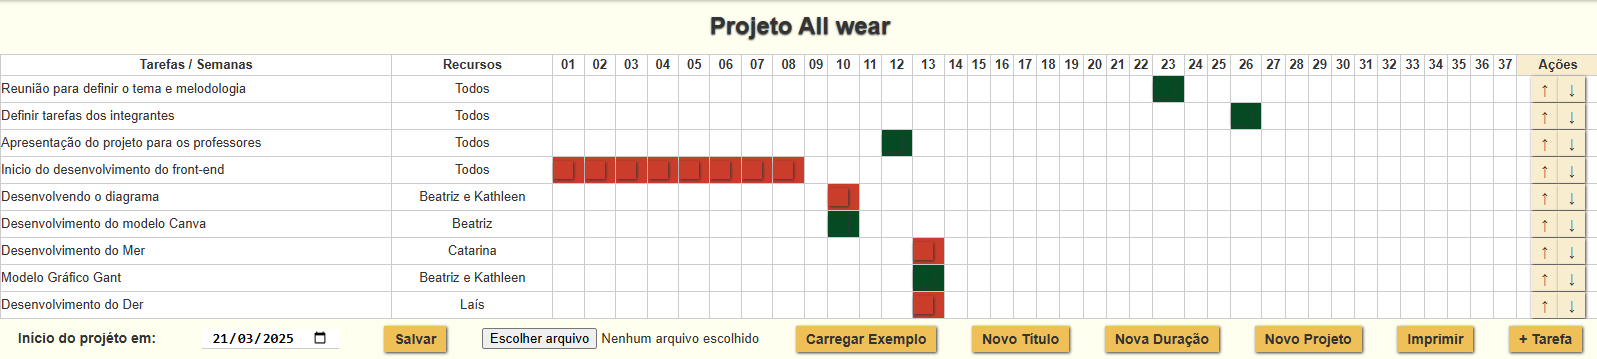 Projeto All wear
Tarefas / Semanas Recursos 01 02 03 04 05 06 07 08 09 10 11 12 13 14 15 16 17 18 19 20 21 22 23 24 25 26 27 28 29 30 31 32 33 34 35 36 37 Ações
Reunião para definir o tema e melodologia Todos ↑ ↓
Definir tarefas dos integrantes Todos ↑ ↓
Apresentação do projeto para os professores Todos ↑ ↓
Inicio do desenvolvimento do front-end Todos ↑ ↓
Desenvolvendo o diagrama Beatriz e Kathleen ↑ ↓
Desenvolvimento do modelo Canva Beatriz ↑ ↓
Desenvolvimento do Mer Catarina ↑ ↓
Modelo Gráfico Gant Beatriz e Kathleen ↑ ↓
Desenvolvimento do Der Laís ↑ ↓
Início do projéto em: 21/03/2025 Salvar Escolher arquivo Nenhum arquivo escolhido Carregar Exemplo Novo Título Nova Duração Novo Projeto Imprimir + Tarefa